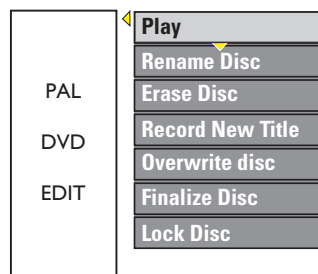 PAL
DVD
EDIT
Play
Rename Disc
Erase Disc
Record New Title
Overwrite disc
Finalize Disc
Lock Disc